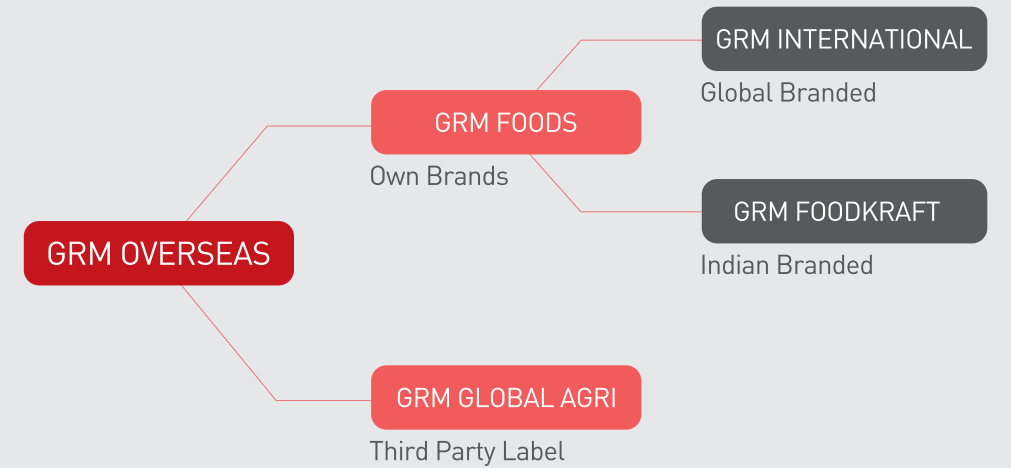 GRM INTERNATIONAL
Global Branded
GRM FOODS
Own Brands
GRM FOODKRAFT
Indian Branded
GRM OVERSEAS
GRM GLOBAL AGRI
Third Party Label